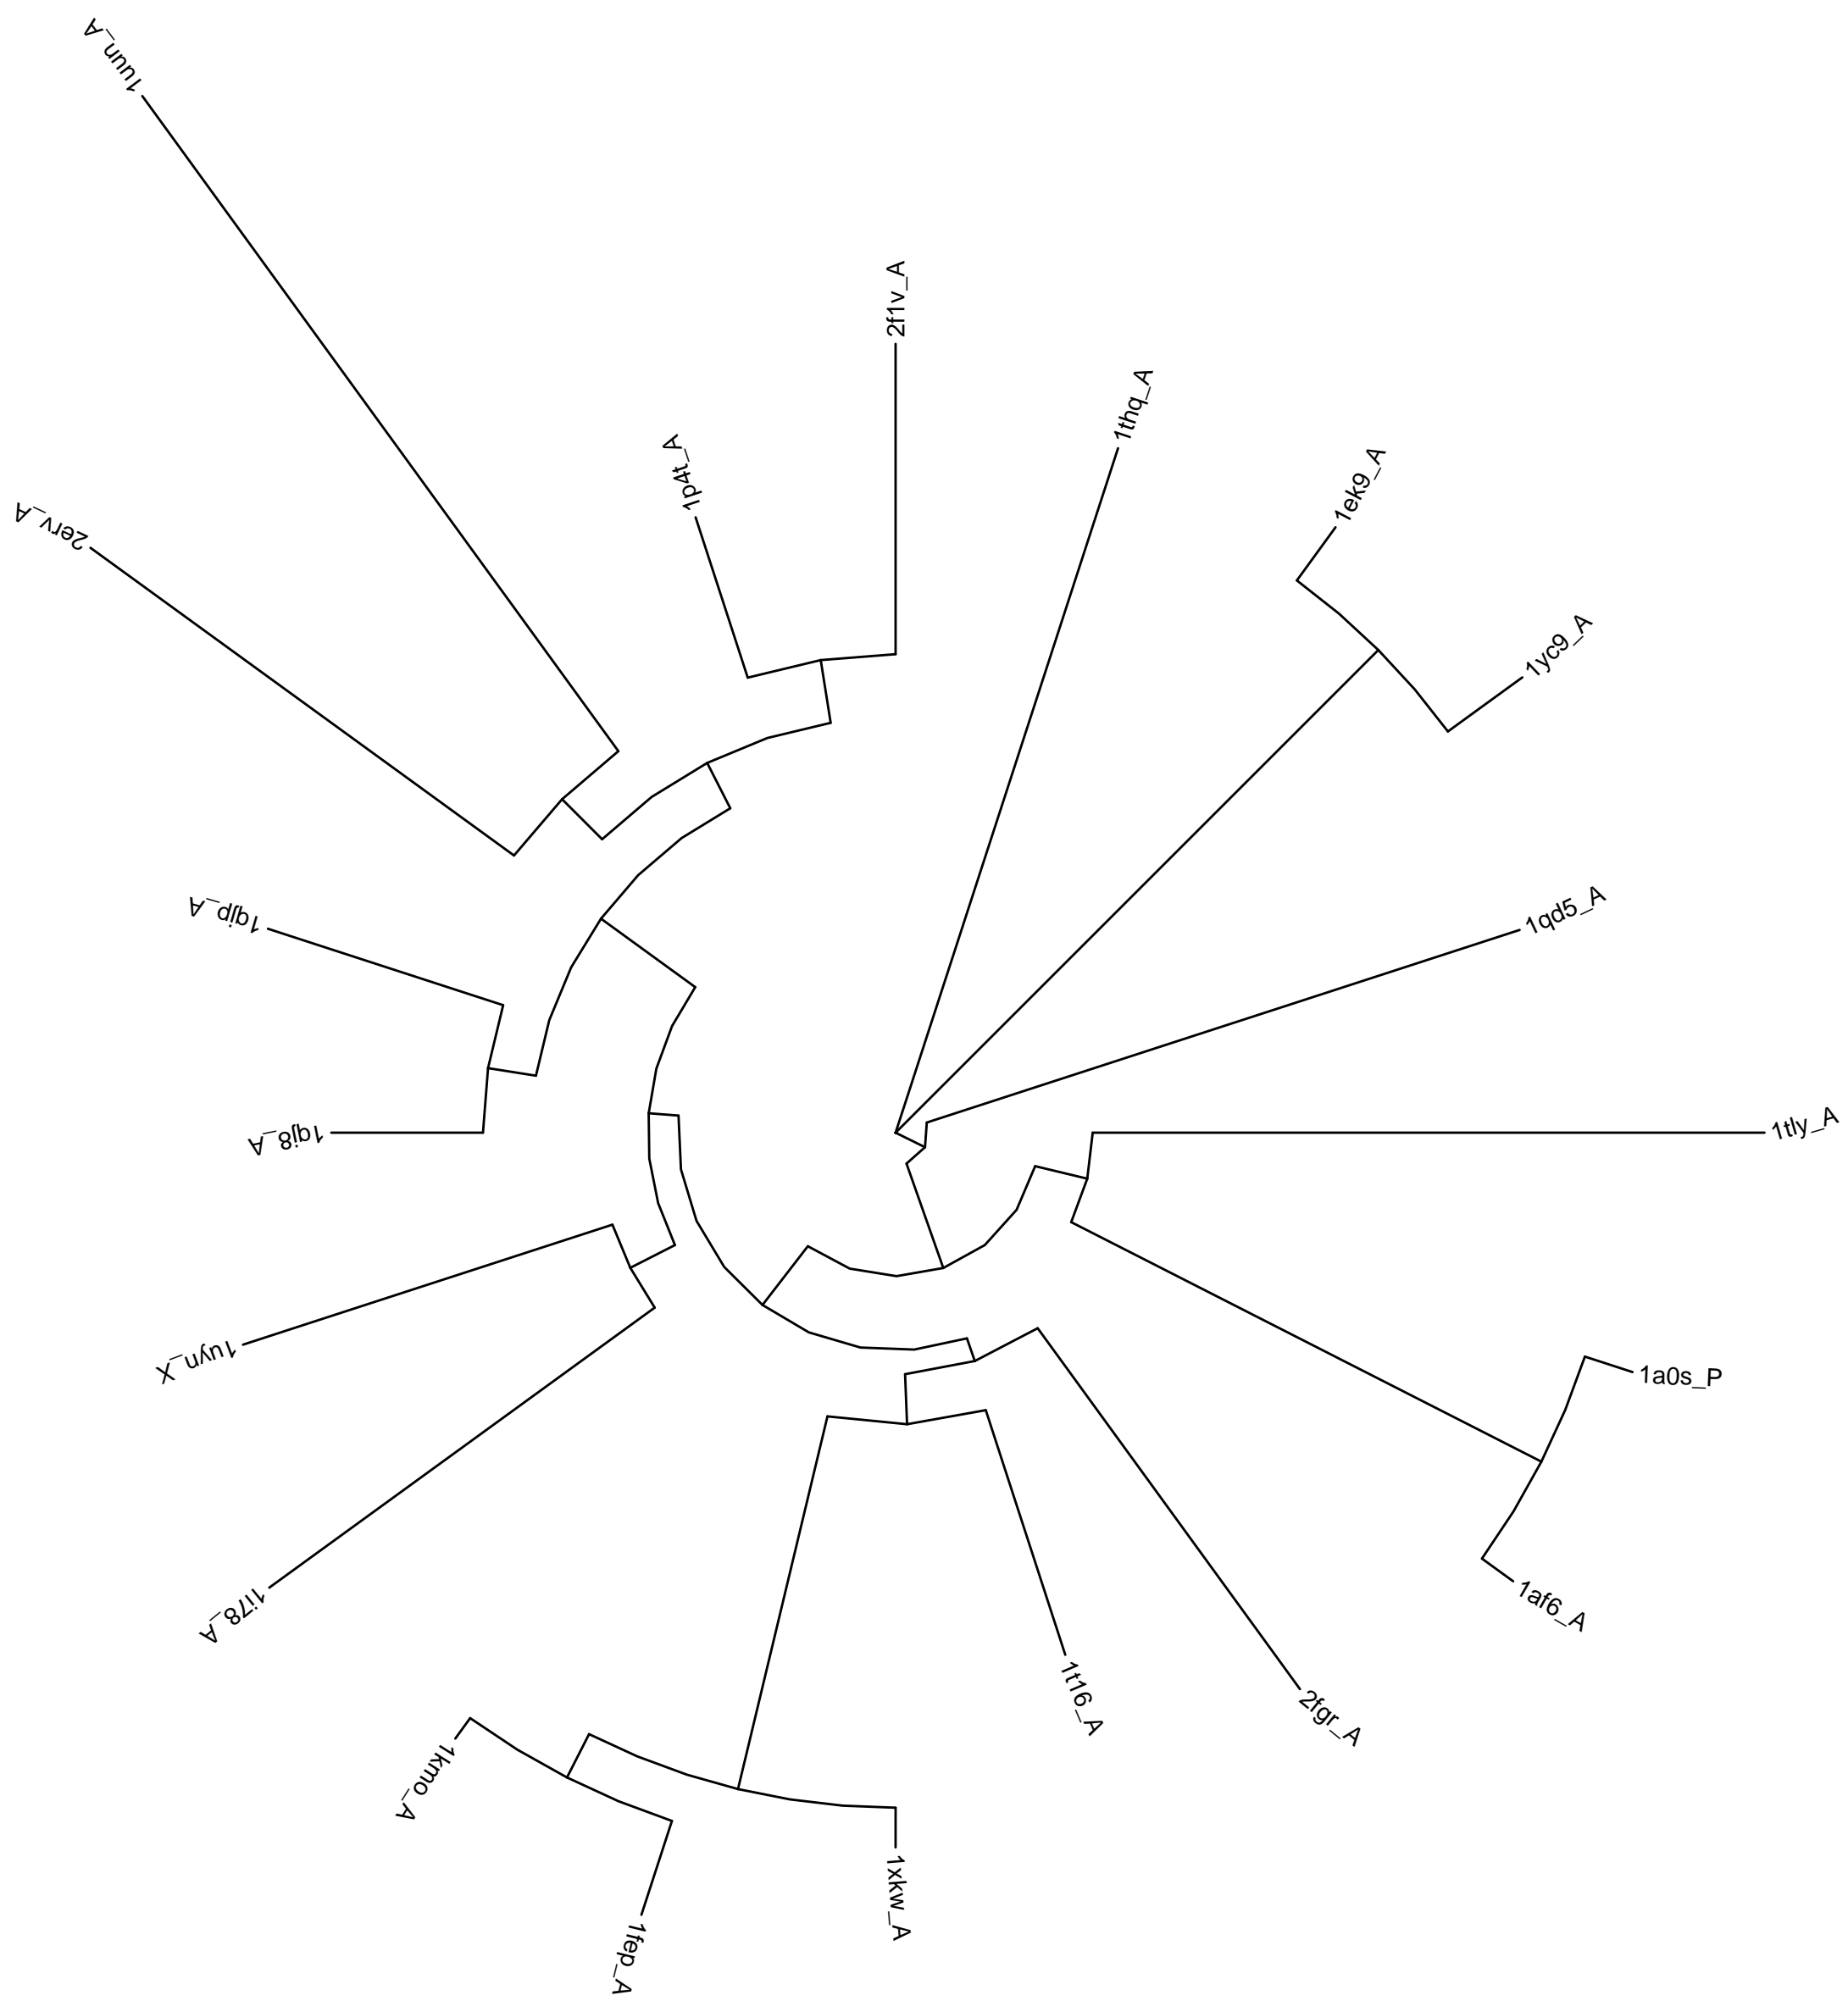 1uun_A
2f1v_A
1thq_A
1p4t_A
1ek9_A
2erv_A
1yc9_A
1qjp_A
1qd5_A
1tly_A
1qj8_A
1uyn_X
1a0s_P
1i78_A
1af6_A
1t16_A
2fgr_A
1kmo_A
1xkw_A
1fep_A